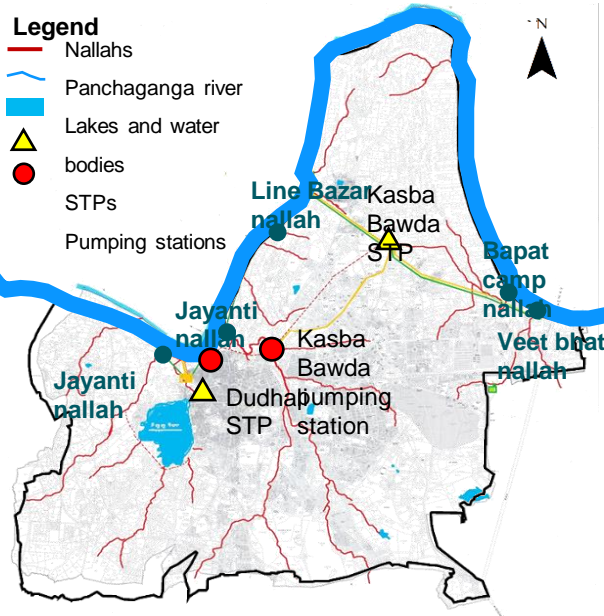 Legend
Nallahs
Panchaganga river
Lakes and water
bodies
STPs
Pumping stations
N
Line Bazar
nallah
Kasba
Bawda
STP
Bapat
camp
nallah
Veet bhat
nallah
Jayanti
nallah
Kasba
Bawda
pumping
station
Jayanti
nallah
Dudhali
STP